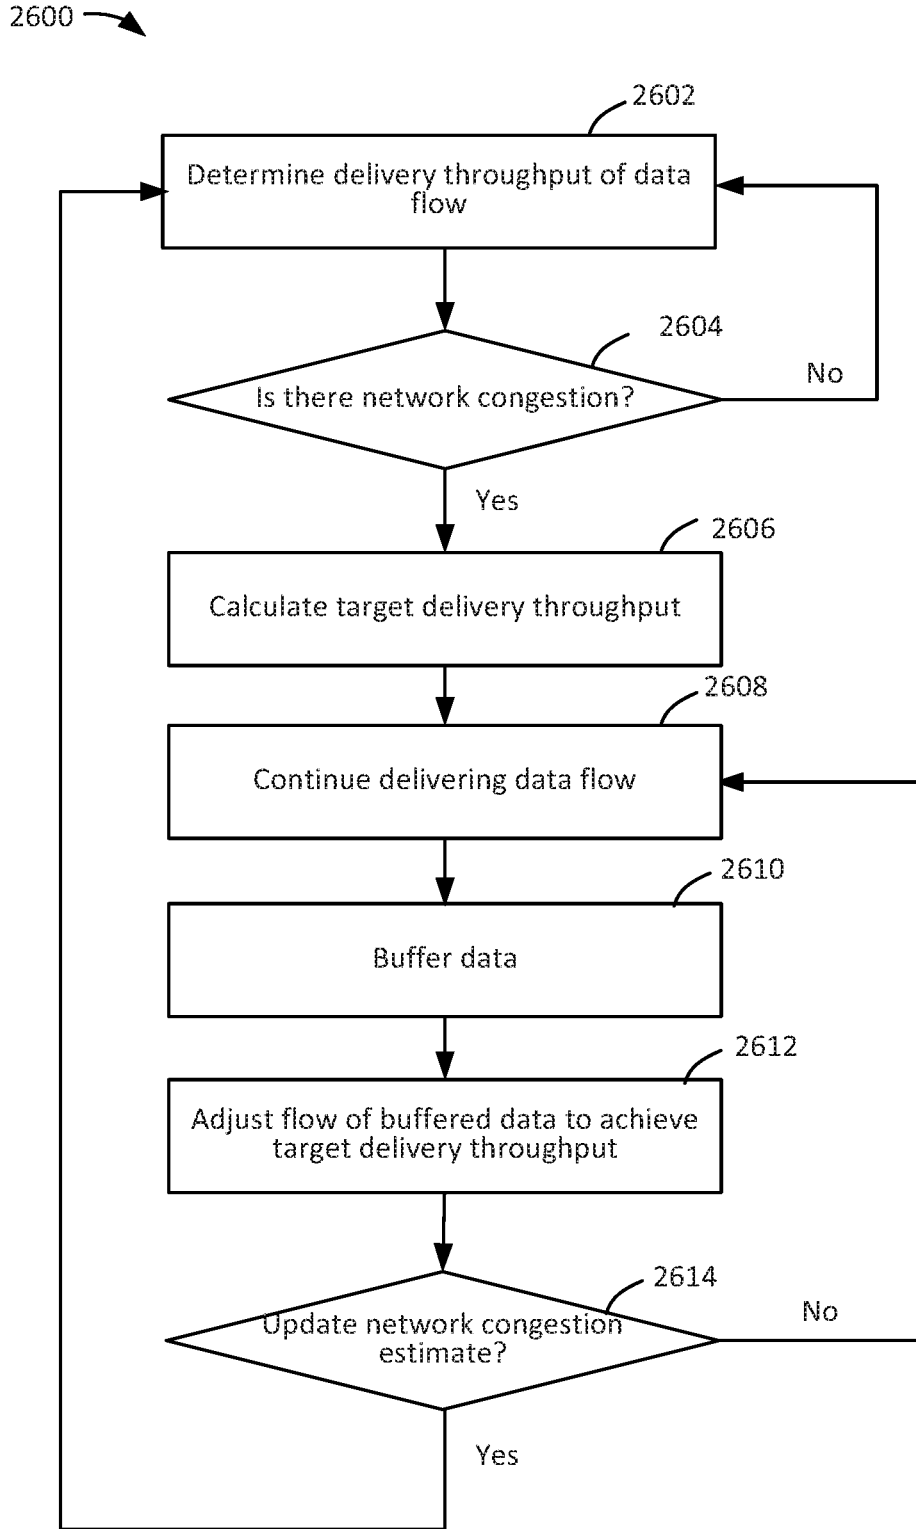 2600
2602
Determine delivery throughput of data
flow
2604
Is there network congestion?
No
Yes
2606
Calculate target delivery throughput
2608
Continue delivering data flow
2610
Buffer data
2612
Adjust flow of buffered data to achieve
target delivery throughput
2614
Update network congestion
estimate?
No
Yes